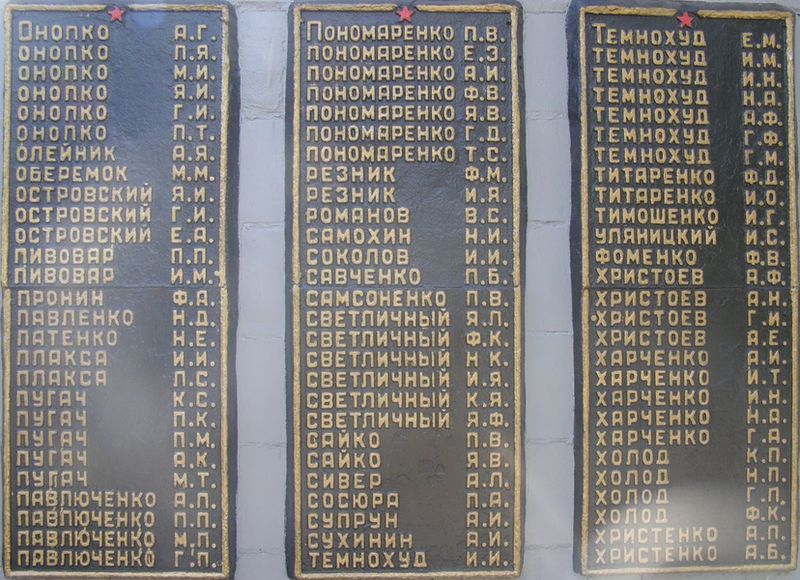 Онопко А.Г.
Онопко П.Я.
Онопко М.И.
Онопко Я.И.
Онопко Г.И.
Онопко П.Т.
Олейник А.Я.
Оберемок М.М.
Островский Я.И.
Островский Г.И.
Островский Е.А.
Пивовар П.П.
Пивовар И.М.
Пронин Ф.А.
Павленко Н.Д.
Патенко Н.Е.
Плакса И.И.
Плакса П.С.
Пугач К.С.
Пугач П.К.
Пугач П.М.
Пугач А.К.
Пугач М.Т.
Павлюченко А.П.
Павлюченко П.П.
Павлюченко М.П.
Павлюченко Г.П.
Пономаренко П.В.
Пономаренко Е.З.
Пономаренко А.И.
Пономаренко Ф.В.
Пономаренко Я.В.
Пономаренко Г.Д.
Пономаренко Т.С.
Резник Ф.М.
Резник И.Я.
Романов В.С.
Самохин Н.И.
Соколов И.И.
Савченко П.Б.
Самсоненко П.В.
Светличный Я.П.
Светличный Ф.К.
Светличный Н.К.
Светличный И.Я.
Светличный К.Я.
Светличный Я.Ф.
Сайко П.В.
Сайко Я.В.
Сивер А.Л.
Сосюра П.А.
Супрун А.И.
Сухинин А.И.
Темнохуд И.И.
Темнохуд Е.М.
Темнохуд И.М.
Темнохуд И.Н.
Темнохуд Н.А.
Темнохуд А.Ф.
Темнохуд Г.Ф.
Темнохуд Г.М.
Титаренко Ф.Д.
Титаренко И.О.
Тимошенко И.Г.
Уляницкий И.С.
Фоменко Ф.В.
Христоев А.Ф.
Христоев А.Н.
Христоев Г.И.
Христоев А.Е.
Харченко А.И.
Харченко И.Т.
Харченко И.Н.
Харченко Н.А.
Харченко Г.А.
Холод К.П.
Холод Н.П.
Холод Г.П.
Холод Ф.К.
Христенко А.П.
Христенко А.Б.